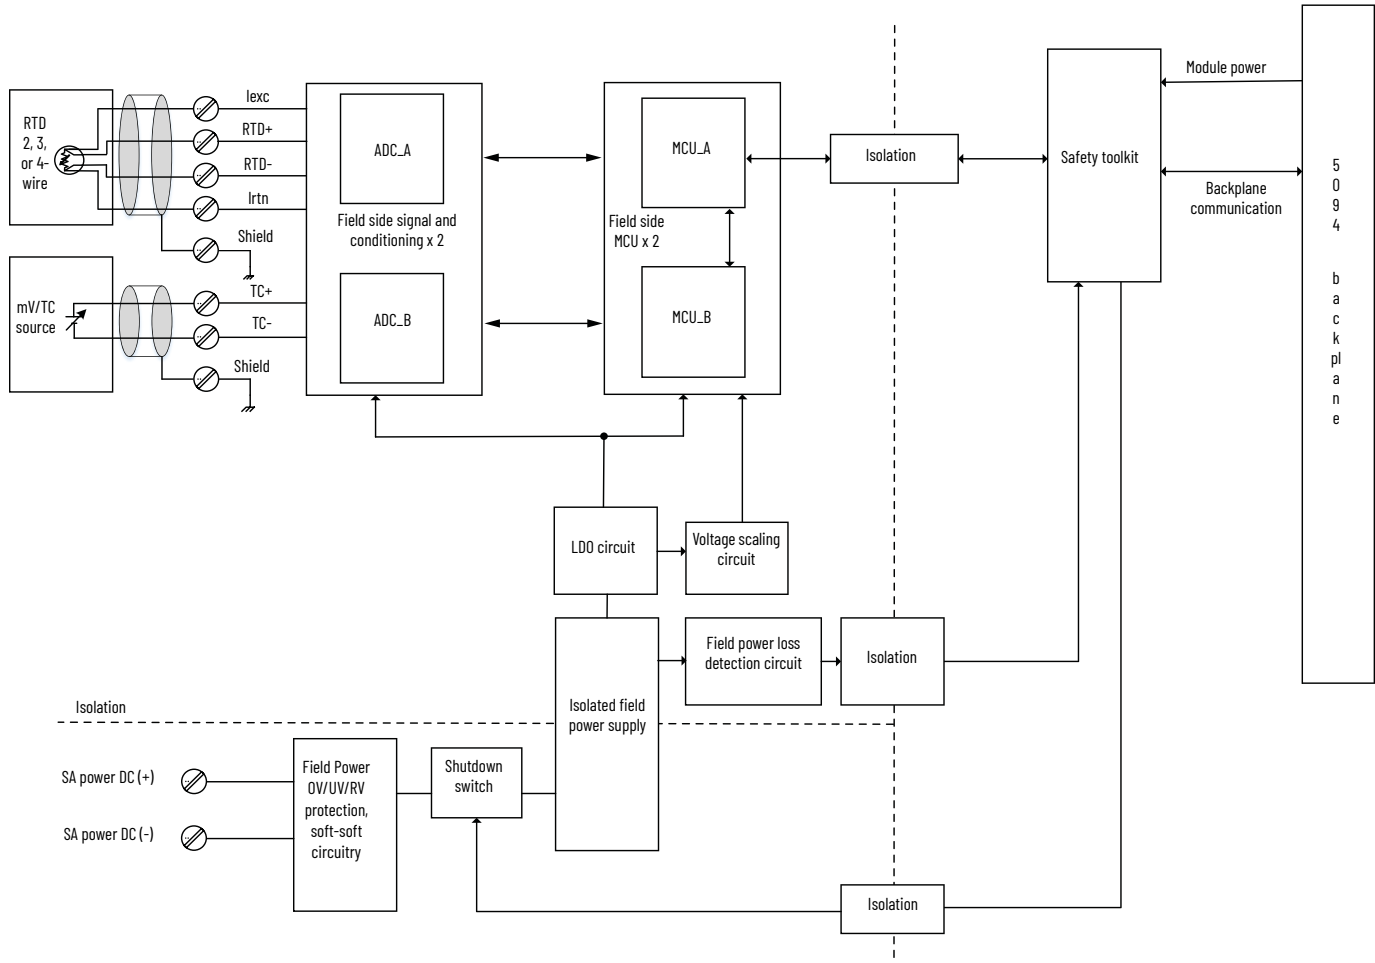 RTD
2, 3,
or 4-
wire
Iexc
RTD+
RTD-
Irtn
Shield
mV/TC
source
TC+
TC-
Shield
ADC_A
Field side signal and
conditioning x 2
ADC_B
MCU_A
Field side
MCU x 2
MCU_B
Isolation
Safety toolkit
Module power
Backplane
communication
5
0
9
4
b
a
c
k
pl
a
n
e
LDO circuit
Voltage scaling
circuit
Field power loss
detection circuit
Isolation
Isolated field
power supply
Isolation
SA power DC (+)
SA power DC (-)
Field Power
OV/UV/RV
protection,
soft-soft
circuitry
Shutdown
switch
Isolation